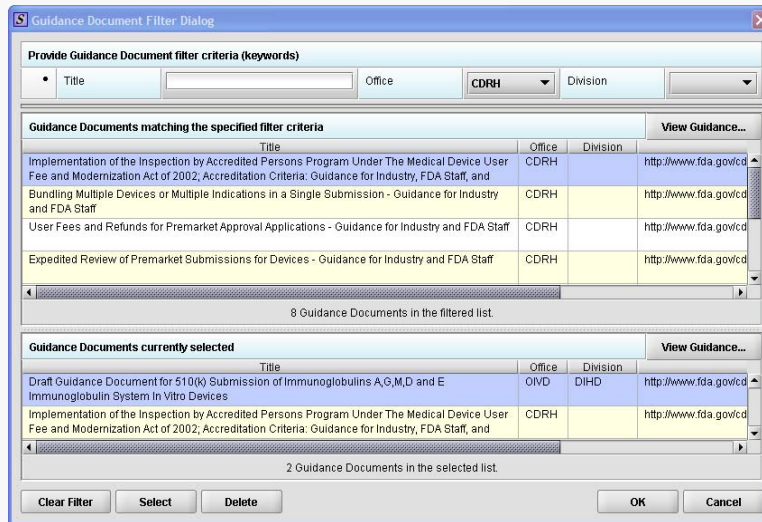 S Guidance Document Filter Dialog
Provide Guidance Document filter criteria (keywords)
• Title Office CDRH Division
Guidance Documents matching the specified filter criteria View Guidance...
Title Office Division
Implementation of the Inspection by Accredited Persons Program Under The Medical Device User CDRH http://www.fda.gov/cd
Fee and Modernization Act of 2002; Accreditation Criteria: Guidance for Industry, FDA Staff, and
Bundling Multiple Devices or Multiple Indications in a Single Submission - Guidance for Industry CDRH http://www.fda.gov/cd
and FDA Staff
User Fees and Refunds for Premarket Approval Applications - Guidance for Industry and FDA Staff CDRH http://www.fda.gov/cd
Expedited Review of Premarket Submissions for Devices - Guidance for Industry and FDA Staff CDRH http://www.fda.gov/cd
8 Guidance Documents in the filtered list.
Guidance Documents currently selected View Guidance...
Title Office Division
Draft Guidance Document for 510(k) Submission of Immunoglobulins A,G,M,D and E OIVD DIHD http://www.fda.gov/cd
Immunoglobulin System In Vitro Devices
Implementation of the Inspection by Accredited Persons Program Under The Medical Device User CDRH http://www.fda.gov/cd
Fee and Modernization Act of 2002; Accreditation Criteria: Guidance for Industry, FDA Staff, and
2 Guidance Documents in the selected list.
Clear Filter Select Delete OK Cancel